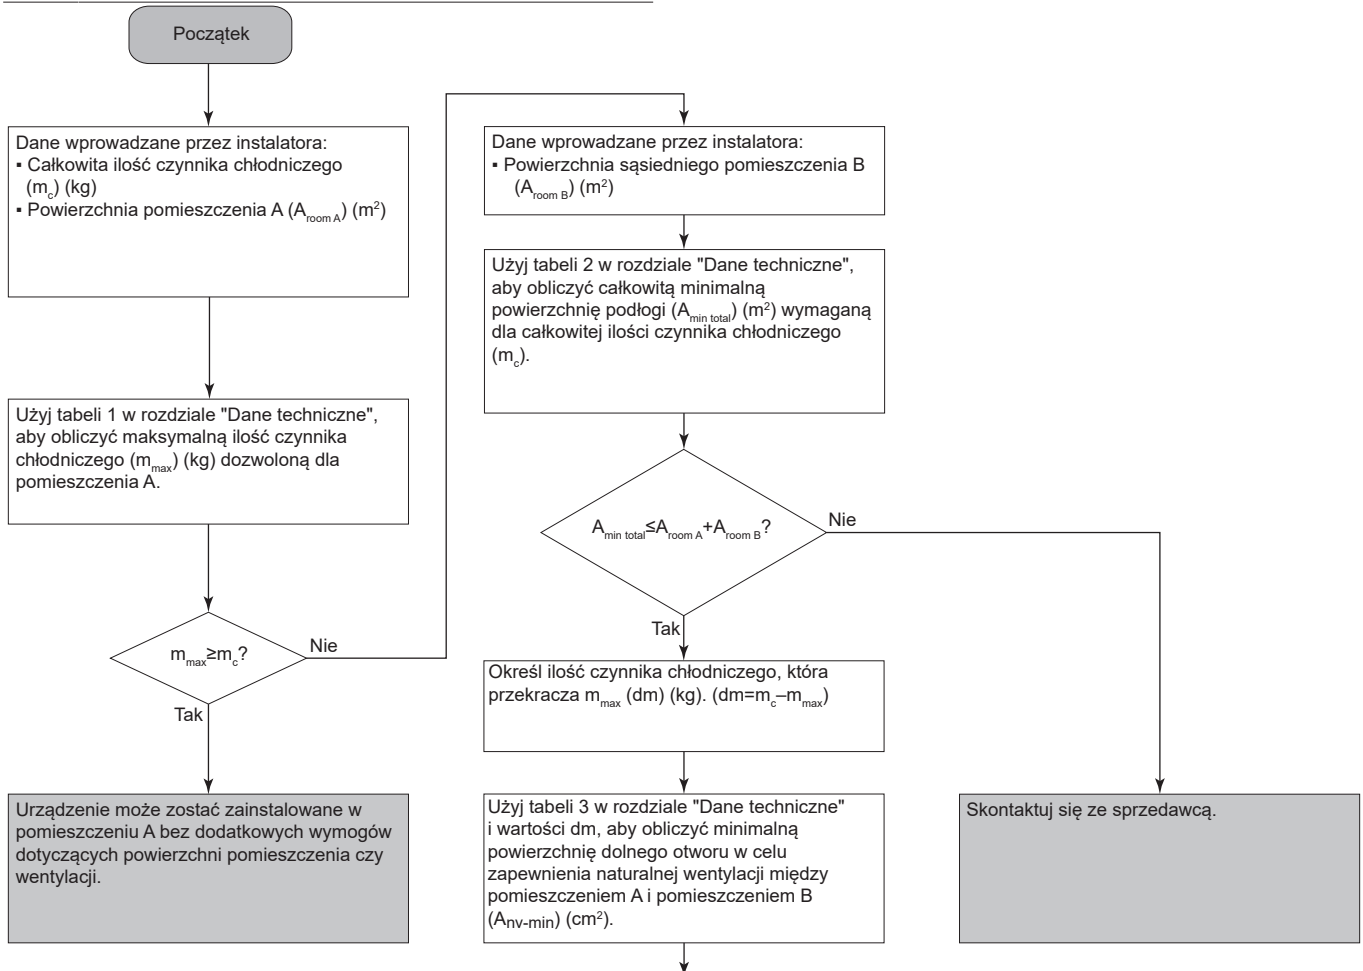 Początek
Dane wprowadzane przez instalatora:
▪ Całkowita ilość czynnika chłodniczego
(mc) (kg)
▪ Powierzchnia pomieszczenia A (Aroom A) (m²)
Użyj tabeli 1 w rozdziale "Dane techniczne",
aby obliczyć maksymalną ilość czynnika
chłodniczego (mmax) (kg) dozwoloną dla
pomieszczenia A.
mmax≥mc?
Nie
Tak
Urządzenie może zostać zainstalowane w
pomieszczeniu A bez dodatkowych wymogów
dotyczących powierzchni pomieszczenia czy
wentylacji.
Dane wprowadzane przez instalatora:
▪ Powierzchnia sąsiedniego pomieszczenia B
(Aroom B) (m²)
Użyj tabeli 2 w rozdziale "Dane techniczne",
aby obliczyć całkowitą minimalną
powierzchnię podłogi (Amin total) (m²) wymaganą
dla całkowitej ilości czynnika chłodniczego
(mc).
Amin total≤Aroom A+Aroom B?
Nie
Tak
Określ ilość czynnika chłodniczego, która
przekracza mmax (dm) (kg). (dm=mc–mmax)
Użyj tabeli 3 w rozdziale "Dane techniczne"
i wartości dm, aby obliczyć minimalną
powierzchnię dolnego otworu w celu
zapewnienia naturalnej wentylacji między
pomieszczeniem A i pomieszczeniem B
(Anv-min) (cm²).
Skontaktuj się ze sprzedawcą.